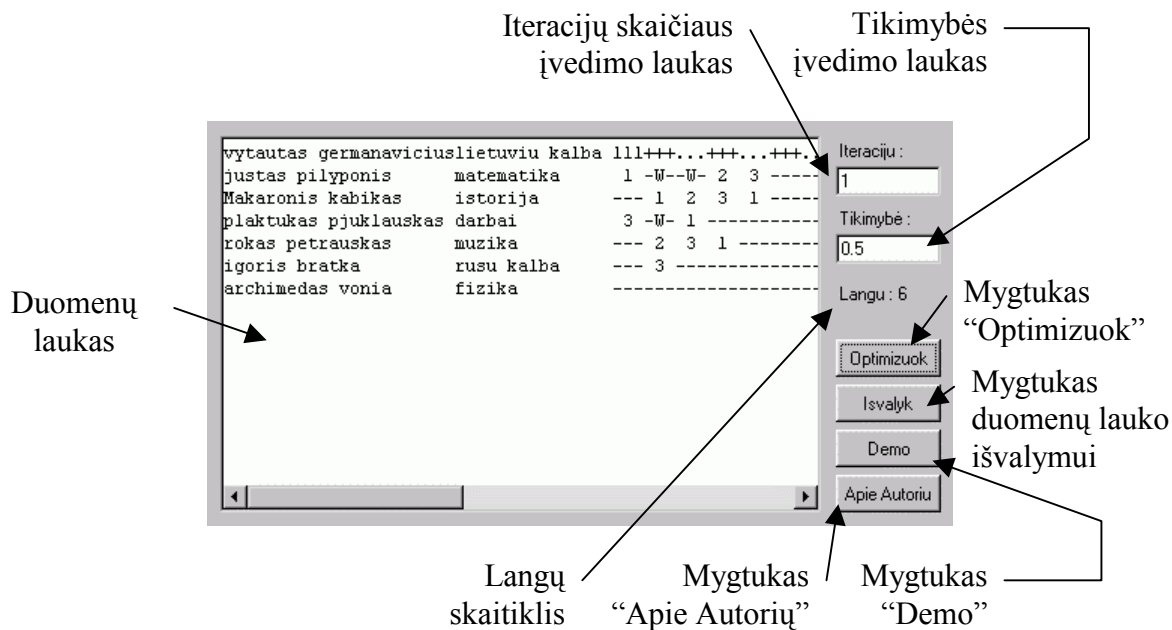 Iteracijų skaičiaus
įvedimo laukas
Tikimybės
įvedimo laukas
vytautas germanaviciuslietuviu kalba 111+++...+++...+++..
justas pilyponis     matematika      1 -W--W- 2  3 -----
Makaronis kabikas    istorija       --- 1  2  3  1 -----
plaktukas pjuklauskas darbai         3 -W- 1 -----------
rokas petrauskas     muzika         --- 2  3  1 --------
igoris bratka        rusu kalba     --- 3 --------------
archimedas vonia     fizika         --------------------
Iteraciju :
1
Tikimybė :
0.5
Langu : 6
Optimizuok
Isvalyk
Demo
Apie Autoriu
Duomenų
laukas
Mygtukas
“Optimizuok”
Mygtukas
duomenų lauko
išvalymui
Langų
skaitiklis
Mygtukas
“Apie Autorių”
Mygtukas
“Demo”